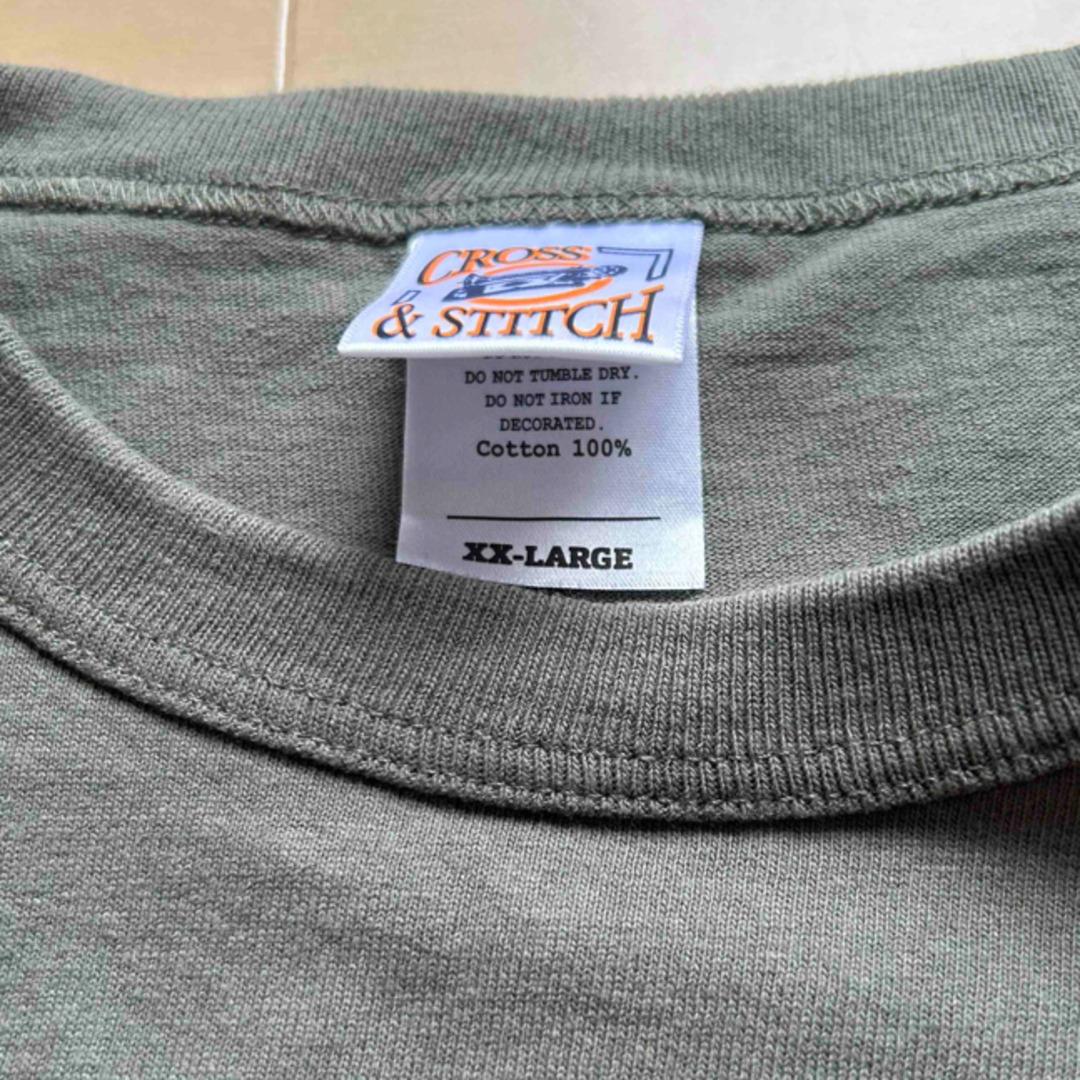 CROSS
& STITCH
DO NOT TUMBLE DRY.
DO NOT IRON IF
DECORATED.
Cotton 100%
XX-LARGE